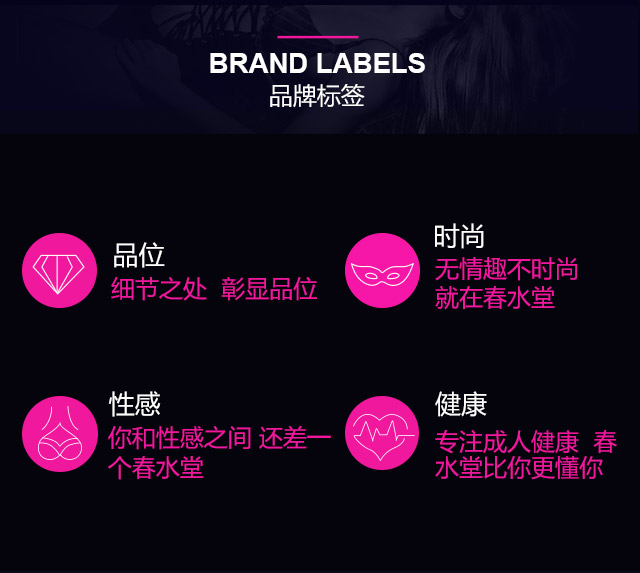 BRAND LABELS
品牌标签
品位
细节之处 彰显品位
时尚
无情趣不时尚
就在春水堂
性感
你和性感之间 还差一
个春水堂
健康
专注成人健康 春
水堂比你更懂你